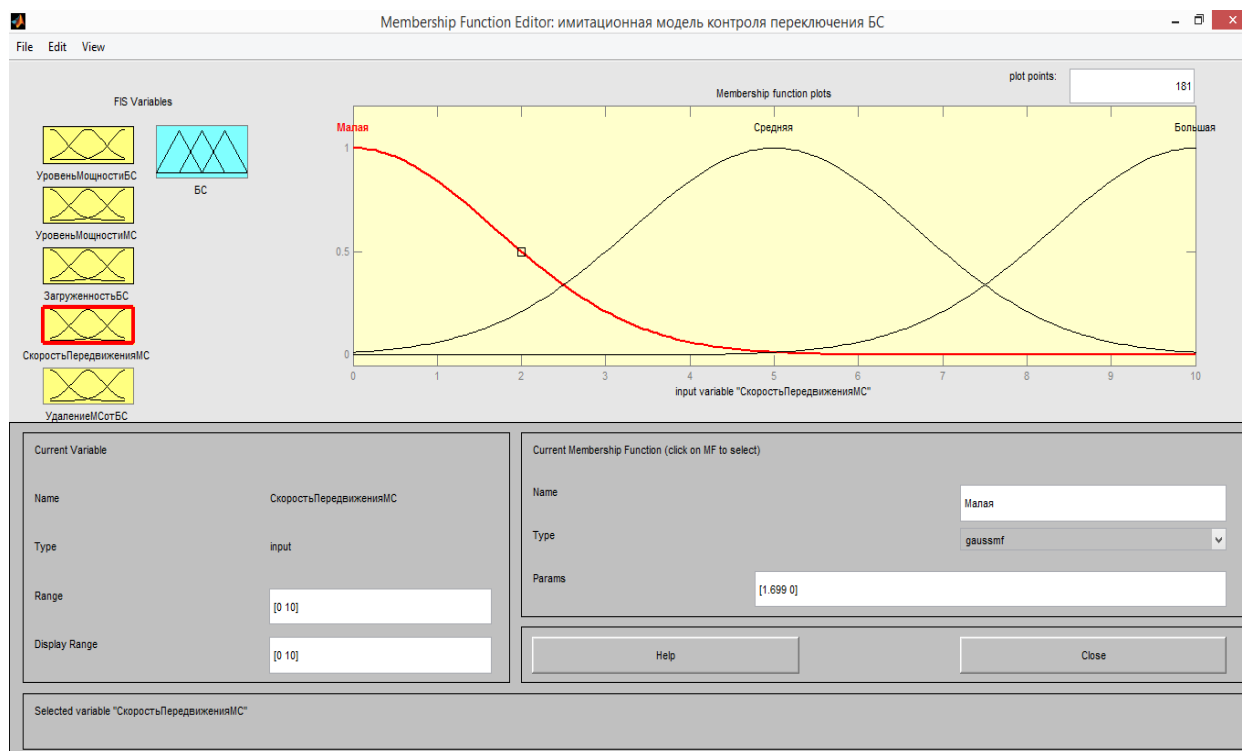 Membership Function Editor: имитационная модель контроля переключения БС
File Edit View
plot points:
181
FIS Variables
Membership function plots
УровеньМощностиБС
БС
УровеньМощностиМС
ЗагруженностьБС
СкоростьПередвиженияМС
УдалениеМСотБС
Малая
Средняя
Большая
1
0.5
0
0 1 2 3 4 5 6 7 8 9 10
input variable "СкоростьПередвиженияМС"
Current Variable
Name СкоростьПередвиженияМС
Type input
Range [0 10]
Display Range [0 10]
Current Membership Function (click on MF to select)
Name Малая
Type gaussmf
Params [1.699 0]
Help
Close
Selected variable "СкоростьПередвиженияМС"